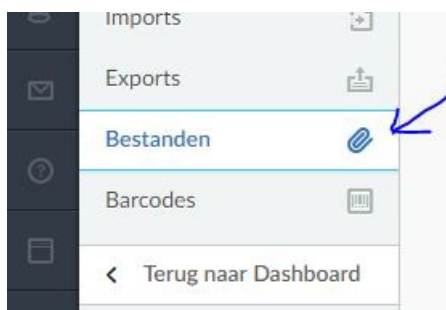 Imports
Exports
Bestanden
Barcodes
Terug naar Dashboard